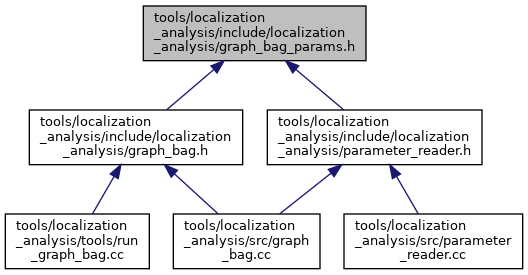 tools/localization
_analysis/include/localization
_analysis/graph_bag_params.h
tools/localization
_analysis/include/localization
_analysis/graph_bag.h
tools/localization
_analysis/include/localization
_analysis/parameter_reader.h
tools/localization
_analysis/tools/run
_graph_bag.cc
tools/localization
_analysis/src/graph
_bag.cc
tools/localization
_analysis/src/parameter
_reader.cc